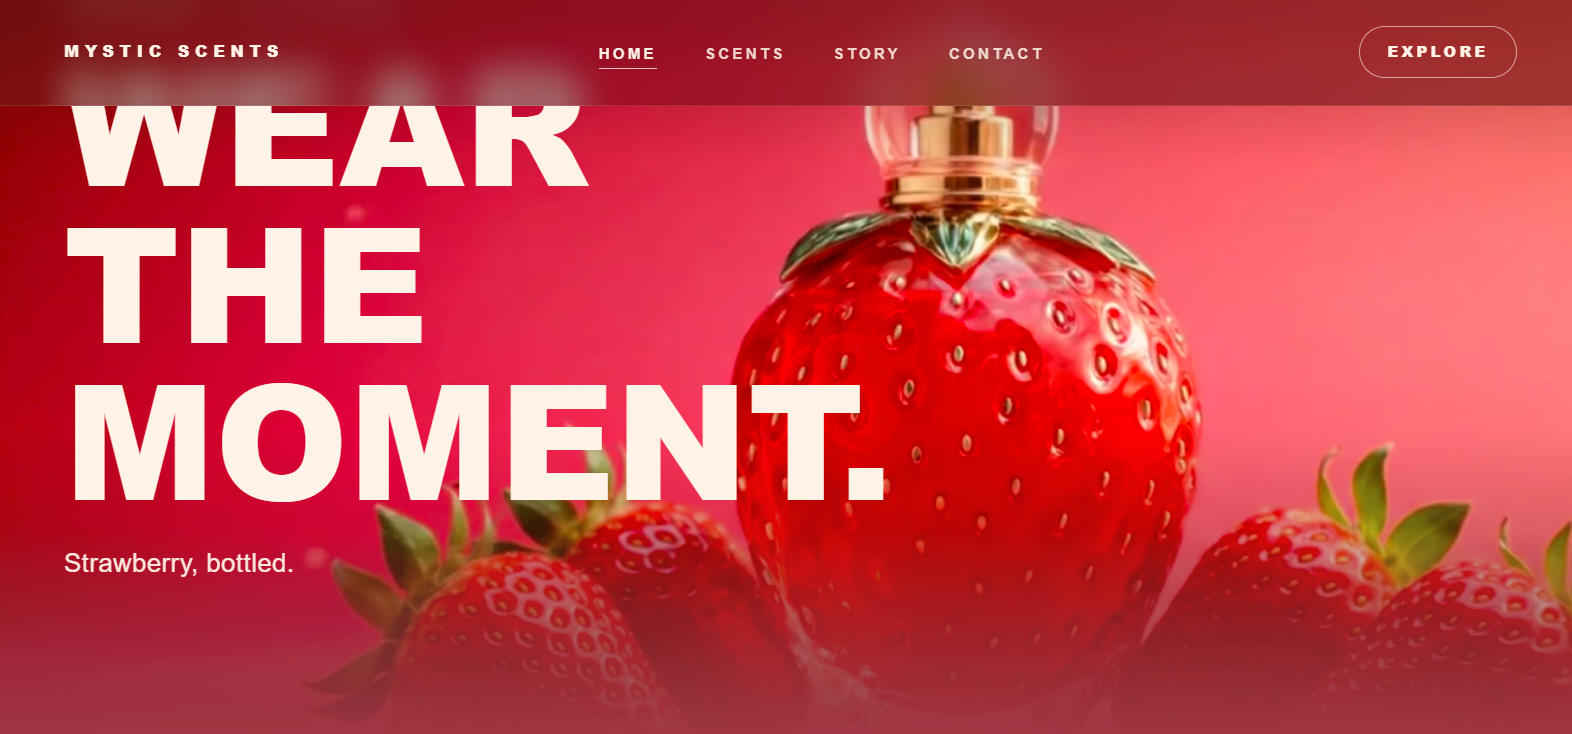 MYSTIC SCENTS
HOME SCENTS STORY CONTACT
EXPLORE
WEAR
THE
MOMENT.
Strawberry, bottled.